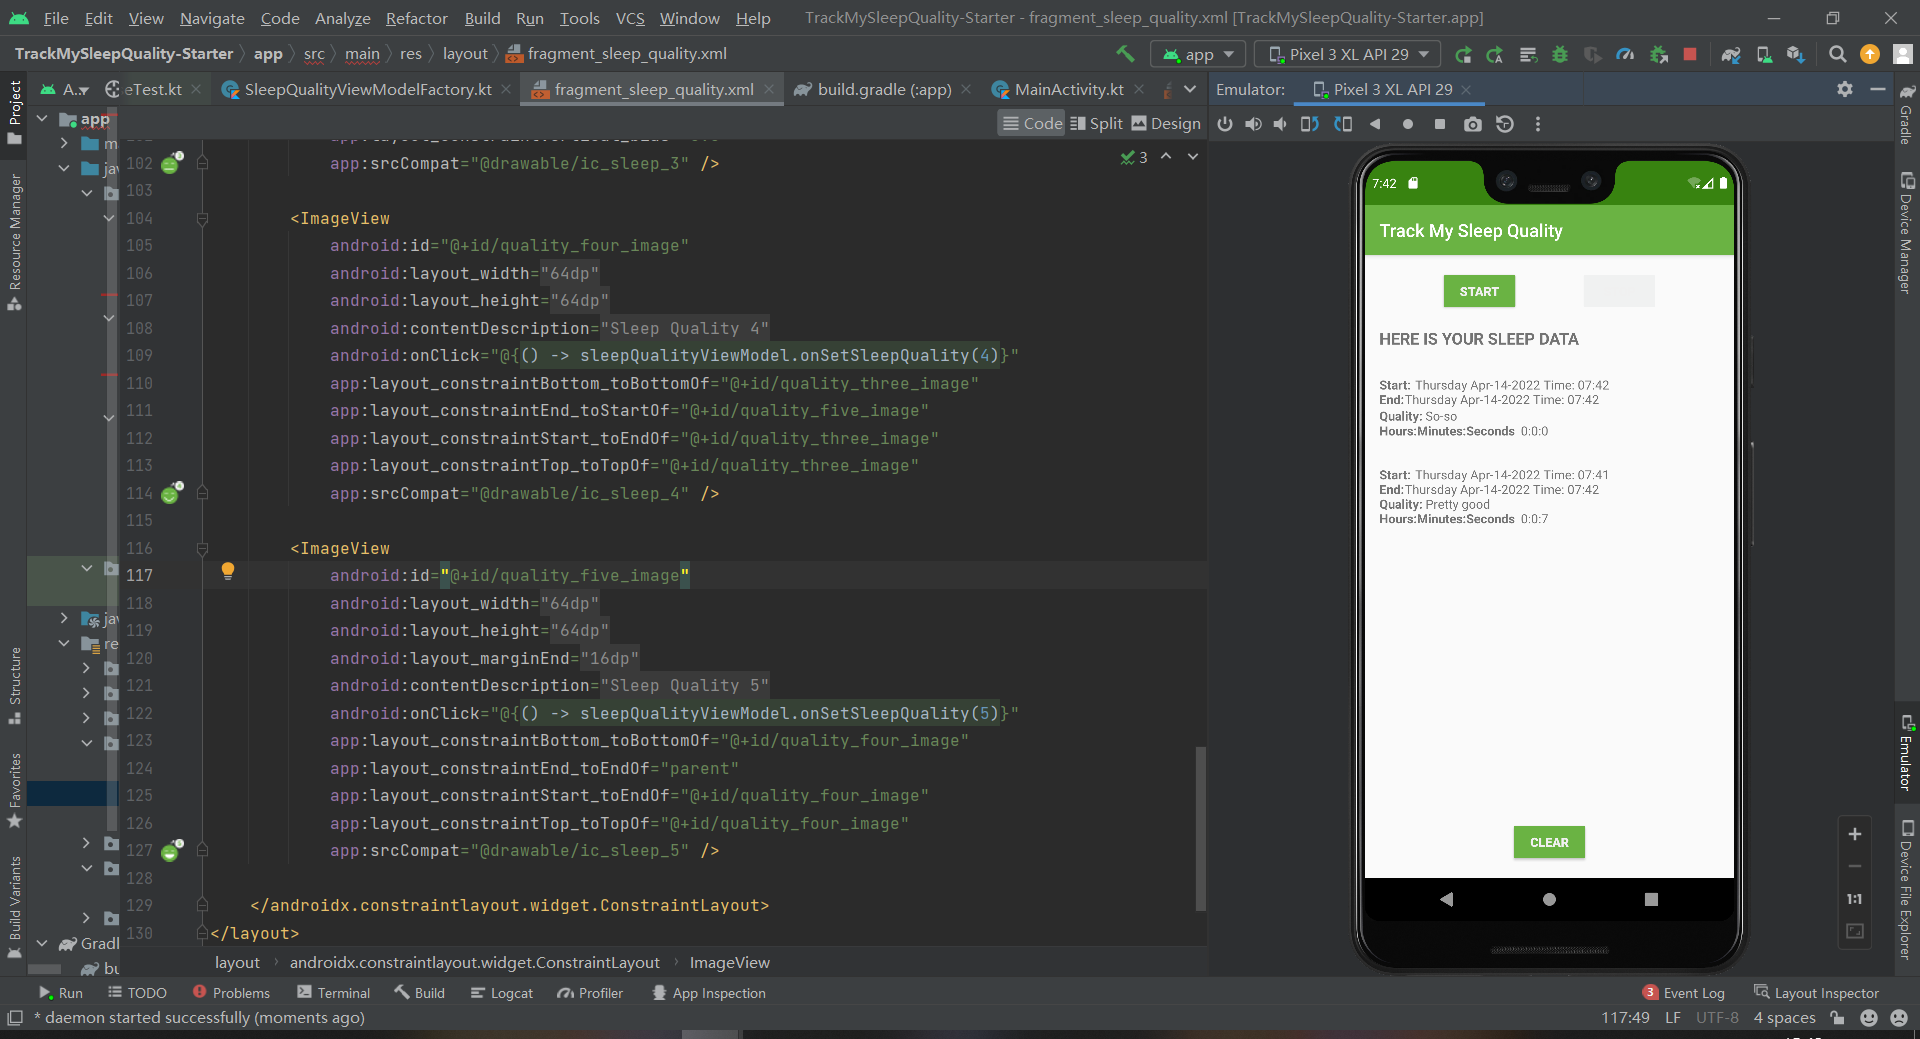 File Edit View Navigate Code Analyze Refactor Build Run Tools VCS Window Help TrackMySleepQuality-Starter - fragment_sleep_quality.xml [TrackMySleepQuality-Starter.app]
TrackMySleepQuality-Starter app src main res layout fragment_sleep_quality.xml app Pixel 3 XL API 29
A.. eTest.kt SleepQualityViewModelFactory.kt fragment_sleep_quality.xml build.gradle (:app) MainActivity.kt Emulator: Pixel 3 XL API 29
Code Split Design
Project
Resource Manager
Structure
Favorites
Build Variants
app
m
jav
jav
re
Gradl
bu
3
102 app:srcCompat="@drawable/ic_sleep_3" />
103
104 <ImageView
105 android:id="@+id/quality_four_image"
106 android:layout_width="64dp"
107 android:layout_height="64dp"
108 android:contentDescription="Sleep Quality 4"
109 android:onClick="@{() -> sleepQualityViewModel.onSetSleepQuality(4)}"
110 app:layout_constraintBottom_toBottomOf="@+id/quality_three_image"
111 app:layout_constraintEnd_toStartOf="@+id/quality_five_image"
112 app:layout_constraintStart_toEndOf="@+id/quality_three_image"
113 app:layout_constraintTop_toTopOf="@+id/quality_three_image"
114 app:srcCompat="@drawable/ic_sleep_4" />
115
116 <ImageView
117 android:id="@+id/quality_five_image"
118 android:layout_width="64dp"
119 android:layout_height="64dp"
120 android:layout_marginEnd="16dp"
121 android:contentDescription="Sleep Quality 5"
122 android:onClick="@{() -> sleepQualityViewModel.onSetSleepQuality(5)}"
123 app:layout_constraintBottom_toBottomOf="@+id/quality_four_image"
124 app:layout_constraintEnd_toEndOf="parent"
125 app:layout_constraintStart_toEndOf="@+id/quality_four_image"
126 app:layout_constraintTop_toTopOf="@+id/quality_four_image"
127 app:srcCompat="@drawable/ic_sleep_5" />
128
129 </androidx.constraintlayout.widget.ConstraintLayout>
130 </layout>
layout androidx.constraintlayout.widget.ConstraintLayout ImageView
7:42
Track My Sleep Quality
START
HERE IS YOUR SLEEP DATA
Start: Thursday Apr-14-2022 Time: 07:42
End:Thursday Apr-14-2022 Time: 07:42
Quality: So-so
Hours:Minutes:Seconds 0:0:0
Start: Thursday Apr-14-2022 Time: 07:41
End:Thursday Apr-14-2022 Time: 07:42
Quality: Pretty good
Hours:Minutes:Seconds 0:0:7
CLEAR
1:1
Gradle
Device Manager
Emulator
Device File Explorer
Run TODO Problems Terminal Build Logcat Profiler App Inspection 3 Event Log Layout Inspector
* daemon started successfully (moments ago) 117:49 LF UTF-8 4 spaces